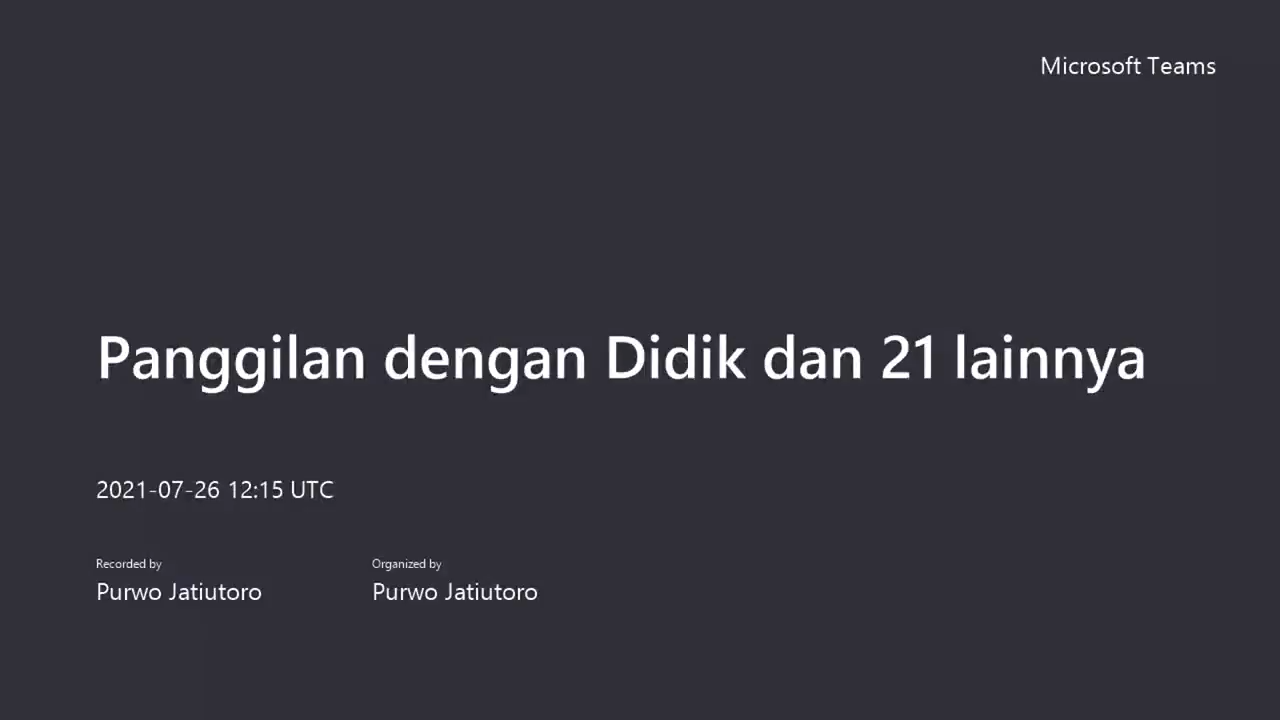 Microsoft Teams
Panggilan dengan Didik dan 21 lainnya
2021-07-26 12:15 UTC
Recorded by
Purwo Jatiutoro
Organized by
Purwo Jatiutoro